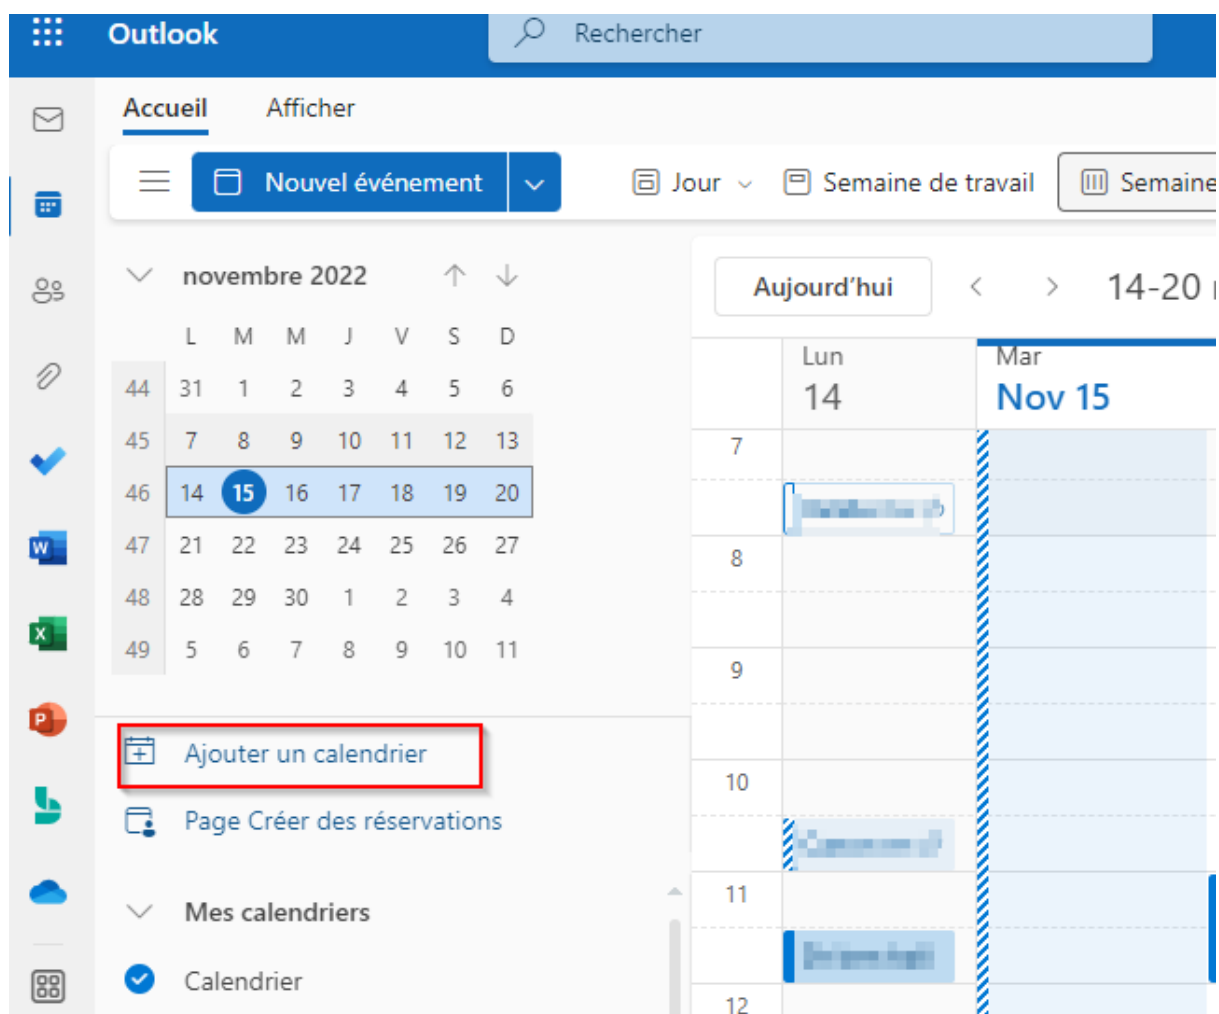 Outlook
Rechercher
Accueil Afficher
Nouvel événement
Jour
Semaine de travail
Semaine
novembre 2022
L M M J V S D
44 31 1 2 3 4 5 6
45 7 8 9 10 11 12 13
46 14 15 16 17 18 19 20
47 21 22 23 24 25 26 27
48 28 29 30 1 2 3 4
49 5 6 7 8 9 10 11
Ajouter un calendrier
Page Créer des réservations
Mes calendriers
Calendrier
Aujourd'hui
14-20
Lun
14
Mar
Nov 15
7
8
9
10
11
12